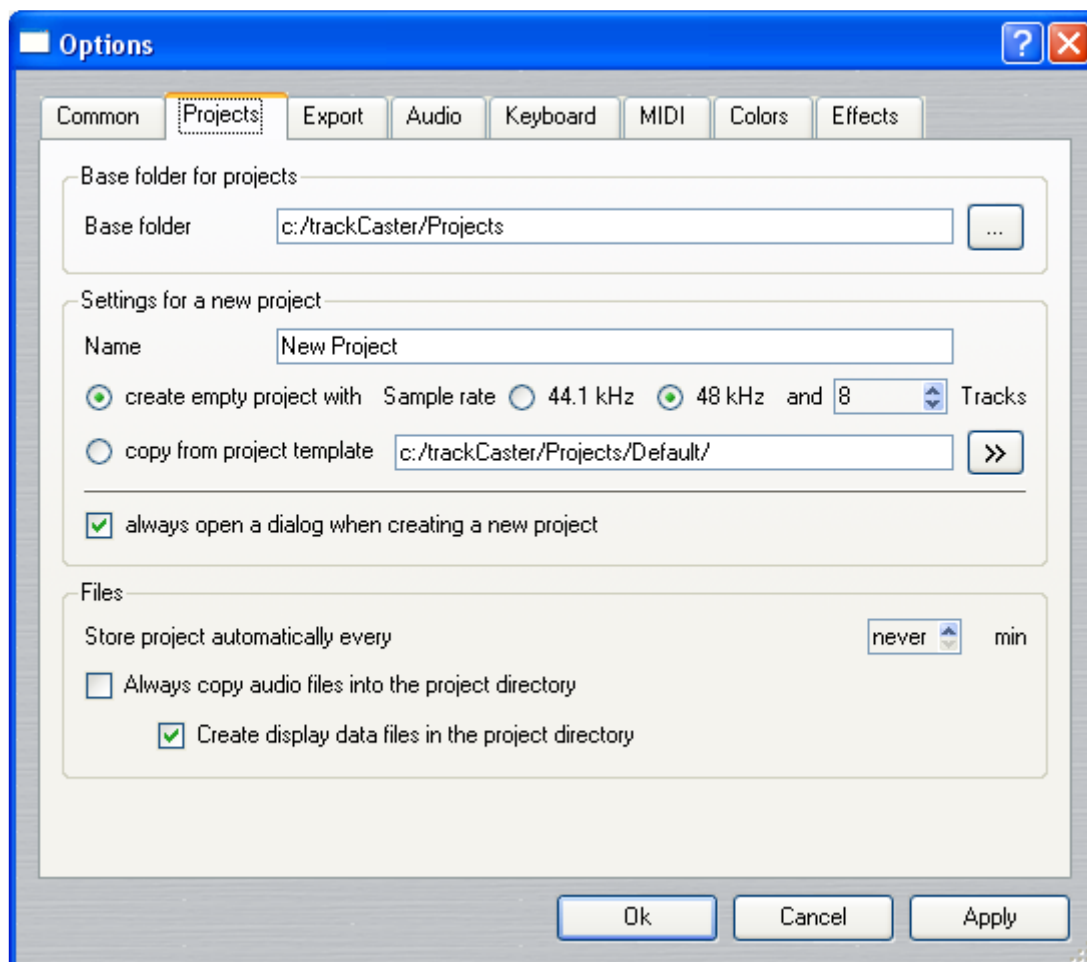 Options
Common Projects Export Audio Keyboard MIDI Colors Effects
Base folder for projects
Base folder c:/trackCaster/Projects ...
Settings for a new project
Name New Project
create empty project with Sample rate 44.1 kHz 48 kHz and 8 Tracks
copy from project template c:/trackCaster/Projects/Default/ >>
always open a dialog when creating a new project
Files
Store project automatically every never min
Always copy audio files into the project directory
Create display data files in the project directory
Ok Cancel Apply